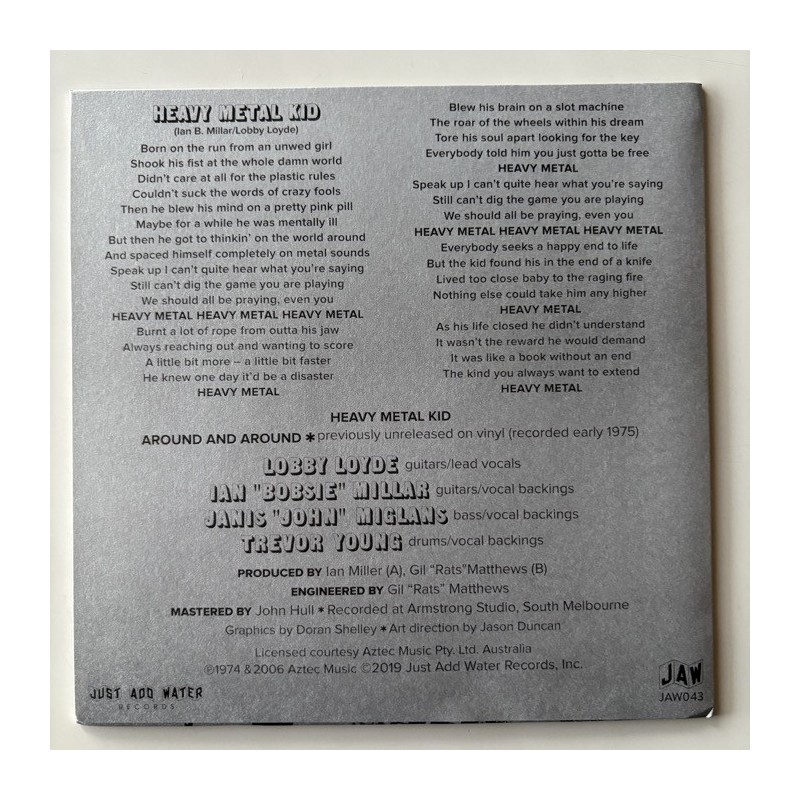 HEAVY METAL KID
(Ian B. Millar/Lobby Loyde)
Born on the run from an unwed girl
Shook his fist at the whole damn world
Didn't care at all for the plastic rules
Couldn't suck the words of crazy fools
Then he blew his mind on a pretty pink pill
Maybe for a while he was mentally ill
But then he got to thinkin' on the world around
And spaced himself completely on metal sounds
Speak up I can't quite hear what you're saying
Still can't dig the game you are playing
We should all be praying, even you
HEAVY METAL HEAVY METAL HEAVY METAL
Burnt a lot of rope from outta his jaw
Always reaching out and wanting to score
A little bit more – a little bit faster
He knew one day it'd be a disaster
HEAVY METAL
Blew his brain on a slot machine
The roar of the wheels within his dream
Tore his soul apart looking for the key
Everybody told him you just gotta be free
HEAVY METAL
Speak up I can't quite hear what you're saying
Still can't dig the game you are playing
We should all be praying, even you
HEAVY METAL HEAVY METAL HEAVY METAL
Everybody seeks a happy end to life
But the kid found his in the end of a knife
Lived too close baby to the raging fire
Nothing else could take him any higher
HEAVY METAL
As his life closed he didn't understand
It wasn't the reward he would demand
It was like a book without an end
The kind you always want to extend
HEAVY METAL
HEAVY METAL KID
AROUND AND AROUND * previously unreleased on vinyl (recorded early 1975)
LOBBY LOYDE guitars/lead vocals
IAN "BOBSIE" MILLAR guitars/vocal backings
JANIS "JOHN" MIGLANS bass/vocal backings
TREVOR YOUNG drums/vocal backings
PRODUCED BY Ian Miller (A), Gil "Rats"Matthews (B)
ENGINEERED BY Gil "Rats" Matthews
MASTERED BY John Hull * Recorded at Armstrong Studio, South Melbourne
Graphics by Doran Shelley * Art direction by Jason Duncan
Licensed courtesy Aztec Music Pty. Ltd. Australia
℗1974 & 2006 Aztec Music ©2019 Just Add Water Records, Inc.
JUST ADD WATER
RECORDS
JAW
JAW043